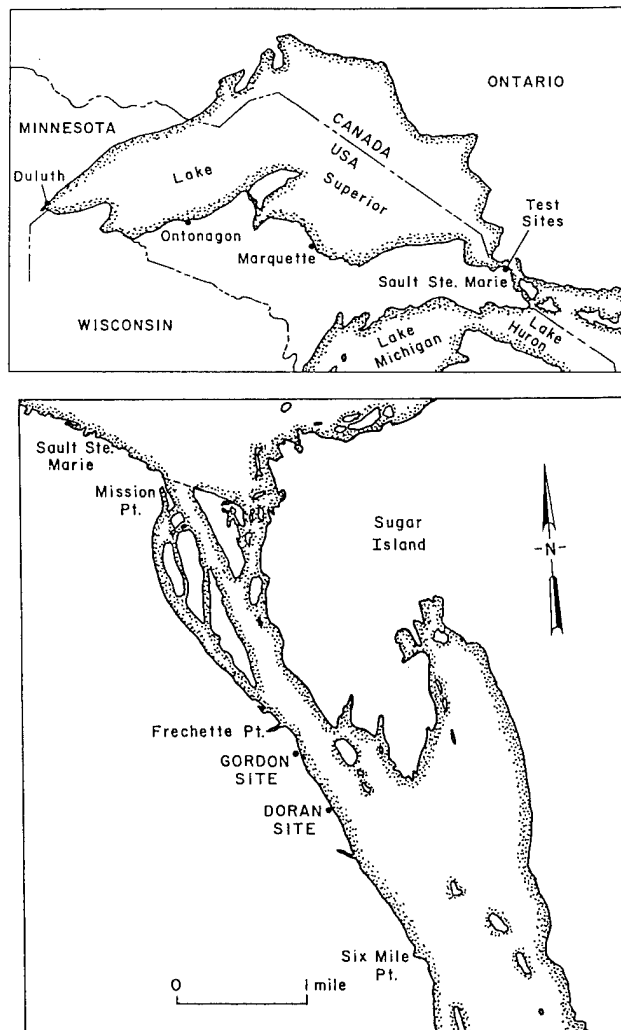 ONTARIO
MINNESOTA
CANADA
USA
Duluth
Lake
Superior
Test
Sites
Ontonagon
Marquette
Sault Ste. Marie
WISCONSIN
Lake
Michigan
Lake
Huron
Sault Ste.
Marie
Mission
Pt.
Sugar
Island
-N-
Frechette Pt.
GORDON
SITE
DORAN
SITE
Six Mile
Pt.
0
1 mile